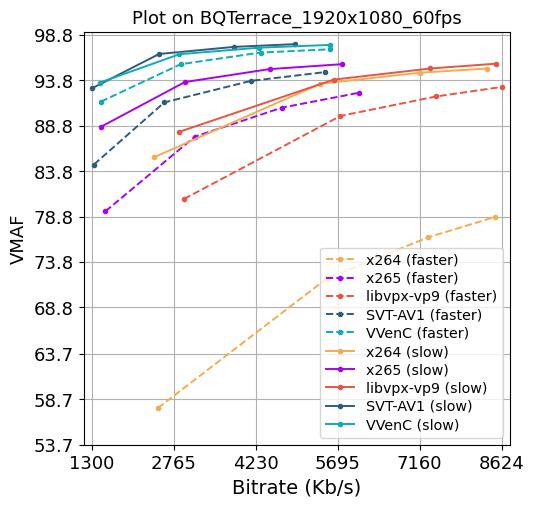 Plot on BQTerrace_1920x1080_60fps
98.8
93.8
88.8
83.8
78.8
73.8
68.8
63.7
58.7
53.7
VMAF
x264 (faster)
x265 (faster)
libvpx-vp9 (faster)
SVT-AV1 (faster)
VVenC (faster)
x264 (slow)
x265 (slow)
libvpx-vp9 (slow)
SVT-AV1 (slow)
VVenC (slow)
1300 2765 4230 5695 7160 8624
Bitrate (Kb/s)